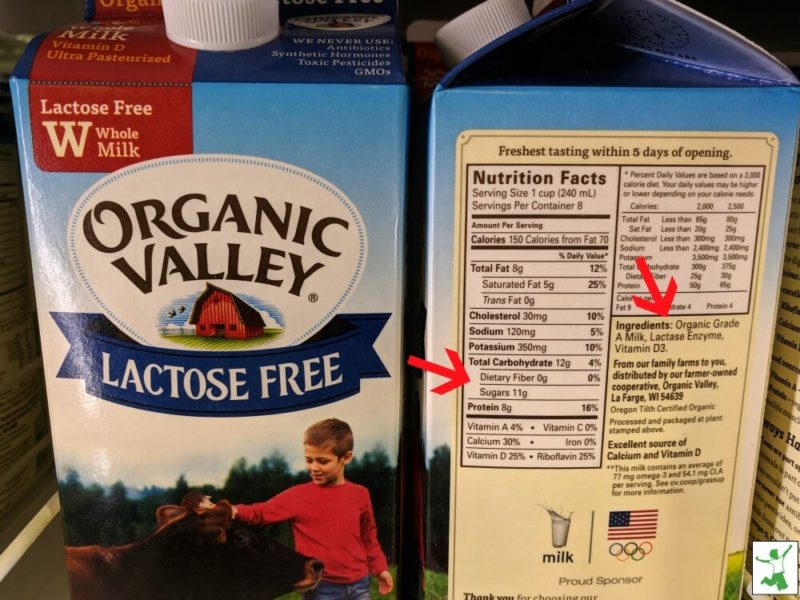 Organic
Lactose Free
Milk
Vitamin D
Ultra Pasteurized
ORGANIC VALLEY
WE NEVER USE:
Antibiotics
Synthetic Hormones
Toxic Pesticides
GMOs
Lactose Free
W Whole
Milk
ORGANIC
VALLEY®
LACTOSE FREE
Freshest tasting within 5 days of opening.
Nutrition Facts
Serving Size 1 cup (240 mL)
Servings Per Container 8
Amount Per Serving
Calories 150 Calories from Fat 70
% Daily Value*
Total Fat 8g 12%
Saturated Fat 5g 25%
Trans Fat 0g
Cholesterol 30mg 10%
Sodium 120mg 5%
Potassium 350mg 10%
Total Carbohydrate 12g 4%
Dietary Fiber 0g 0%
Sugars 11g
Protein 8g 16%
Vitamin A 4% • Vitamin C 0%
Calcium 30% • Iron 0%
Vitamin D 25% • Riboflavin 25%
* Percent Daily Values are based on a 2,000
calorie diet. Your daily values may be higher
or lower depending on your calorie needs:
Calories: 2,000 2,500
Total Fat Less than 65g 80g
Sat Fat Less than 20g 25g
Cholesterol Less than 300mg 300mg
Sodium Less than 2,400mg 2,400mg
3,500mg 3,500mg
300g 375g
25g 30g
Protein 50g 65g
Fat 9 4 Protein 4
Ingredients: Organic Grade
A Milk, Lactase Enzyme,
Vitamin D3.
From our family farms to you,
distributed by our farmer-owned
cooperative, Organic Valley,
La Farge, WI 54639
Oregon Tilth Certified Organic
Processed and packaged at plant
stamped above.
Excellent source of
Calcium and Vitamin D
**This milk contains an average of
77 mg omega-3 and 54.1 mg CLA
per serving. See ov.coop/grassup
for more information.
milk
Proud Sponsor
Thank you for choosing our